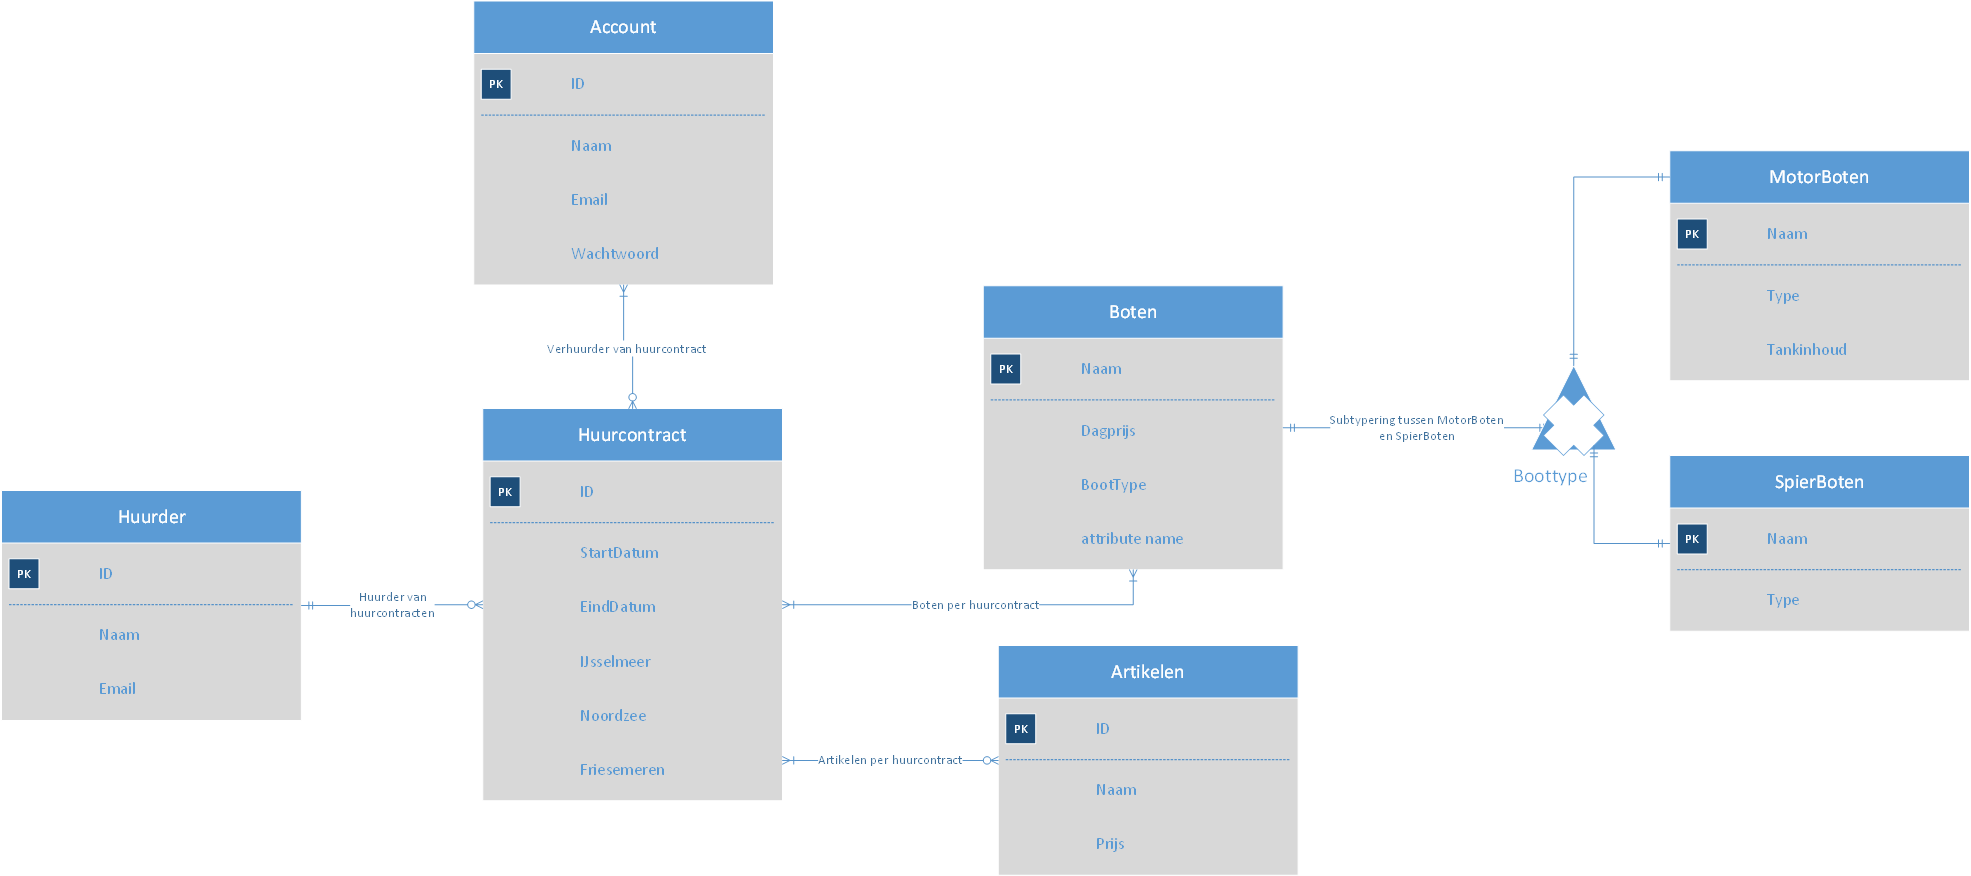 Account
PK
ID
Naam
Email
Wachtwoord
Verhuurder van huurcontract
Huurcontract
PK
ID
StartDatum
EindDatum
IJsselmeer
Noordzee
Friesemeren
Huurder
PK
ID
Naam
Email
Huurder van
huurcontracten
Boten
PK
Naam
Dagprijs
BootType
attribute name
Boten per huurcontract
Artikelen per huurcontract
Artikelen
PK
ID
Naam
Prijs
Subtypering tussen MotorBoten
en SpierBoten
Boottype
MotorBoten
PK
Naam
Type
Tankinhoud
SpierBoten
PK
Naam
Type